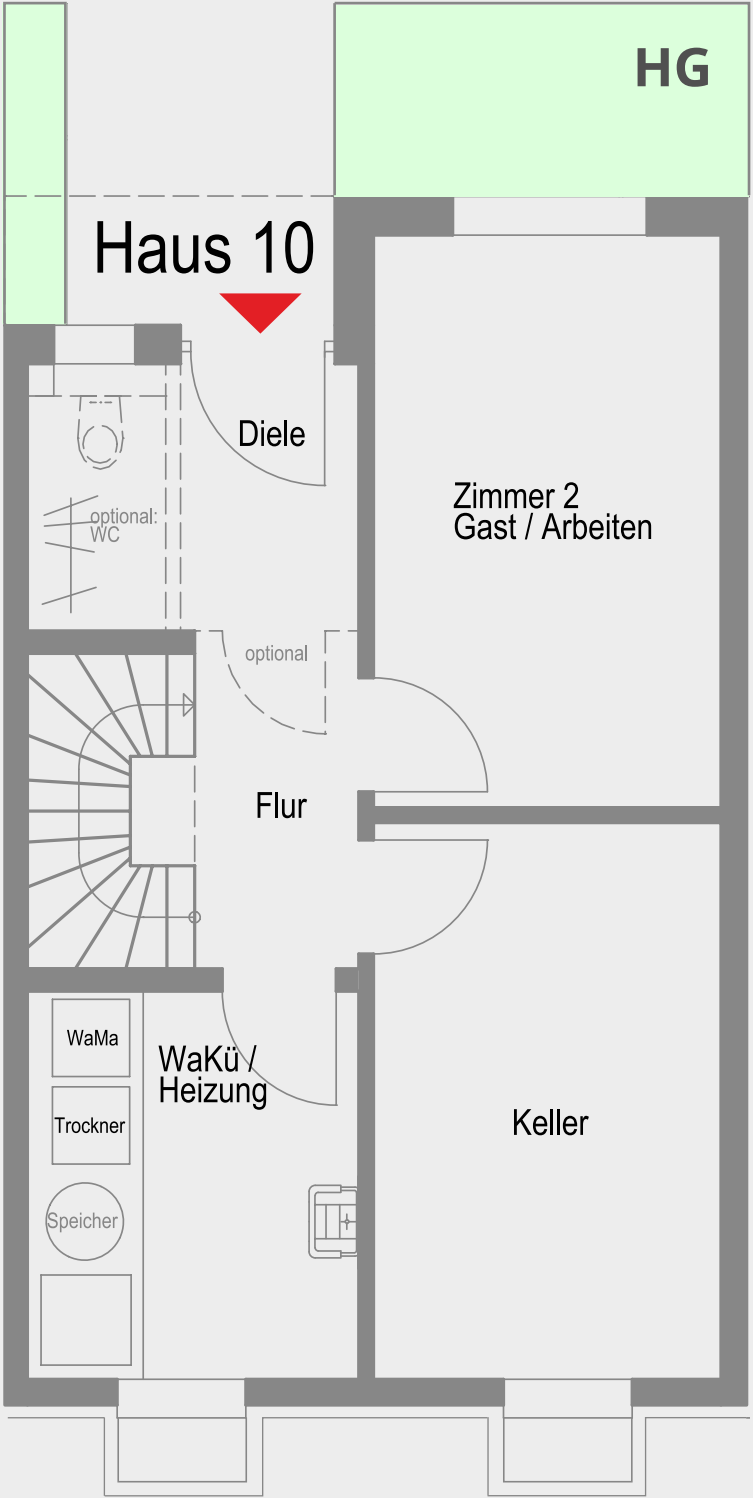 HG
Haus 10
Diele
Zimmer 2
Gast / Arbeiten
optional:
WC
optional
Flur
WaMa
WaKü /
Heizung
Trockner
Keller
Speicher